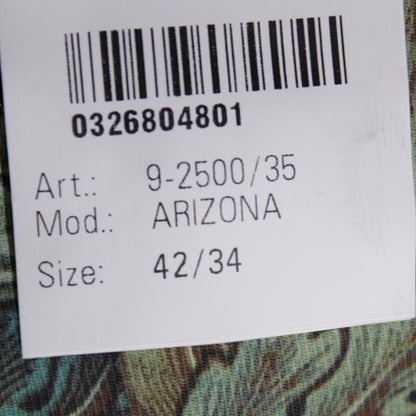 0326804801
Art.: 9-2500/35
Mod.: ARIZONA
Size: 42/34